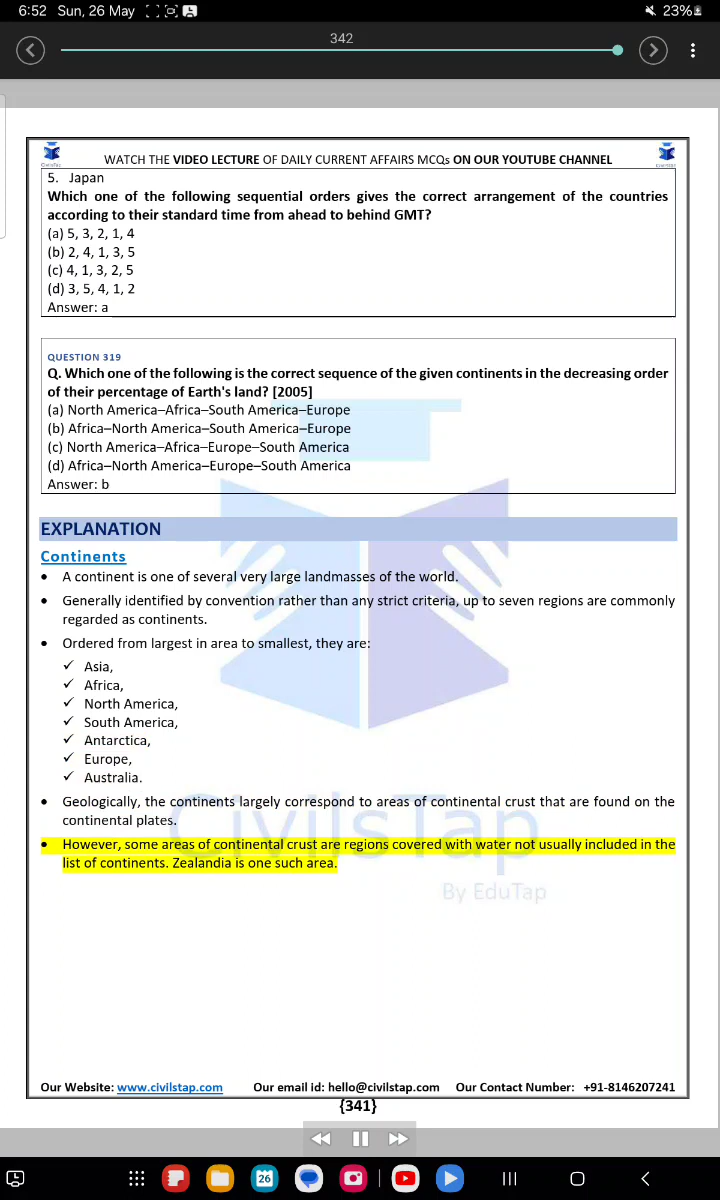 6:52 Sun, 26 May
23%
342
WATCH THE VIDEO LECTURE OF DAILY CURRENT AFFAIRS MCQs ON OUR YOUTUBE CHANNEL
5. Japan
Which one of the following sequential orders gives the correct arrangement of the countries
according to their standard time from ahead to behind GMT?
(a) 5, 3, 2, 1, 4
(b) 2, 4, 1, 3, 5
(c) 4, 1, 3, 2, 5
(d) 3, 5, 4, 1, 2
Answer: a
QUESTION 319
Q. Which one of the following is the correct sequence of the given continents in the decreasing order
of their percentage of Earth's land? [2005]
(a) North America–Africa–South America–Europe
(b) Africa–North America–South America–Europe
(c) North America–Africa–Europe–South America
(d) Africa–North America–Europe–South America
Answer: b
EXPLANATION
Continents
• A continent is one of several very large landmasses of the world.
• Generally identified by convention rather than any strict criteria, up to seven regions are commonly
regarded as continents.
• Ordered from largest in area to smallest, they are:
✓ Asia,
✓ Africa,
✓ North America,
✓ South America,
✓ Antarctica,
✓ Europe,
✓ Australia.
• Geologically, the continents largely correspond to areas of continental crust that are found on the
continental plates.
• However, some areas of continental crust are regions covered with water not usually included in the
list of continents. Zealandia is one such area.
CivilsTap
By EduTap
Our Website: www.civilstap.com Our email id: hello@civilstap.com Our Contact Number: +91-8146207241
{341}
26